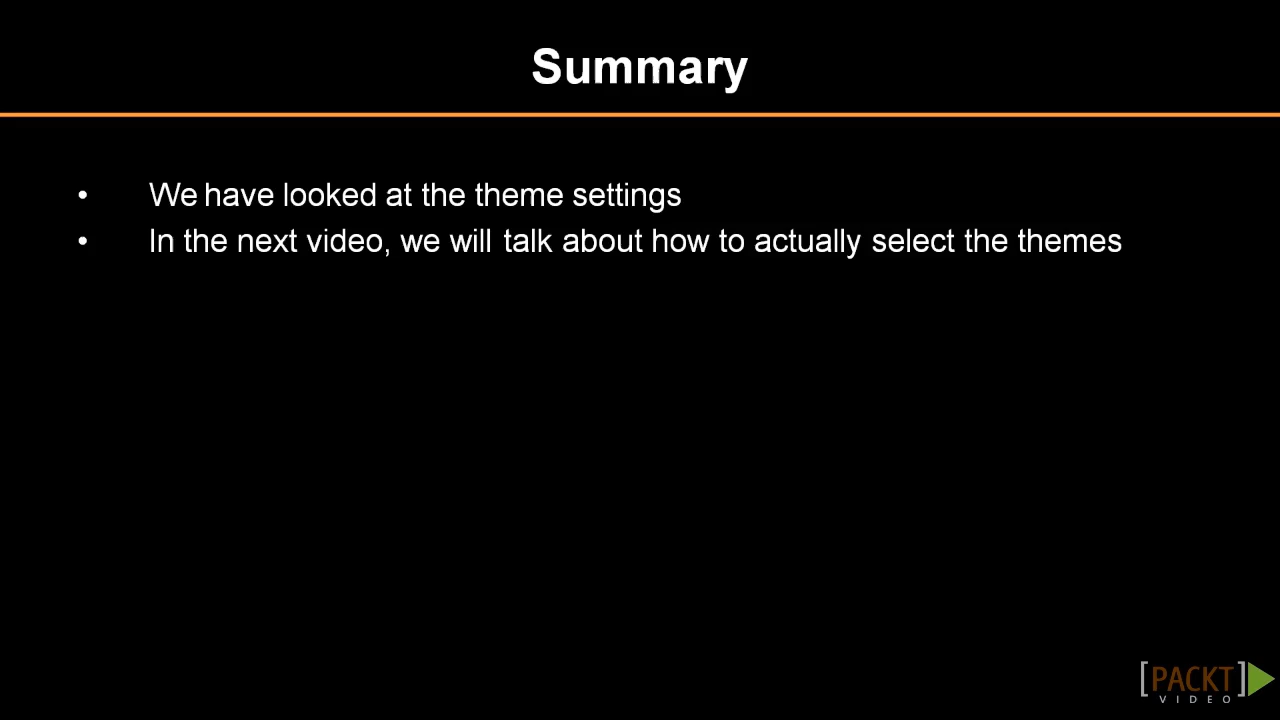 Summary
• We have looked at the theme settings
• In the next video, we will talk about how to actually select the themes
[PACKT]
VIDEO